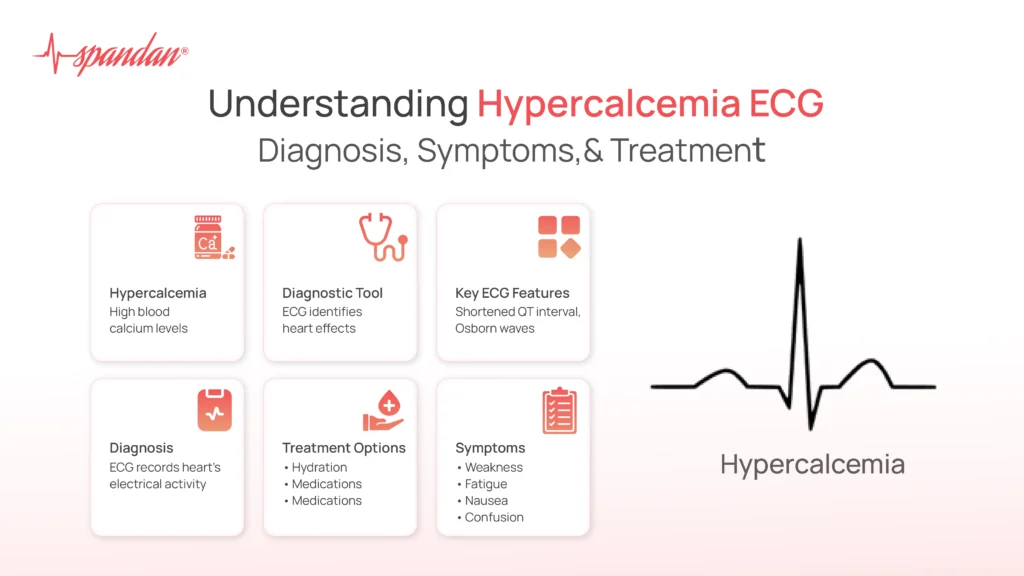 spandan®
Understanding Hypercalcemia ECG
Diagnosis, Symptoms,& Treatment
Ca+
Hypercalcemia
High blood
calcium levels
Diagnostic Tool
ECG identifies
heart effects
Key ECG Features
Shortened QT interval,
Osborn waves
Diagnosis
ECG records heart's
electrical activity
Treatment Options
• Hydration
• Medications
• Medications
Symptoms
• Weakness
• Fatigue
• Nausea
• Confusion
Hypercalcemia